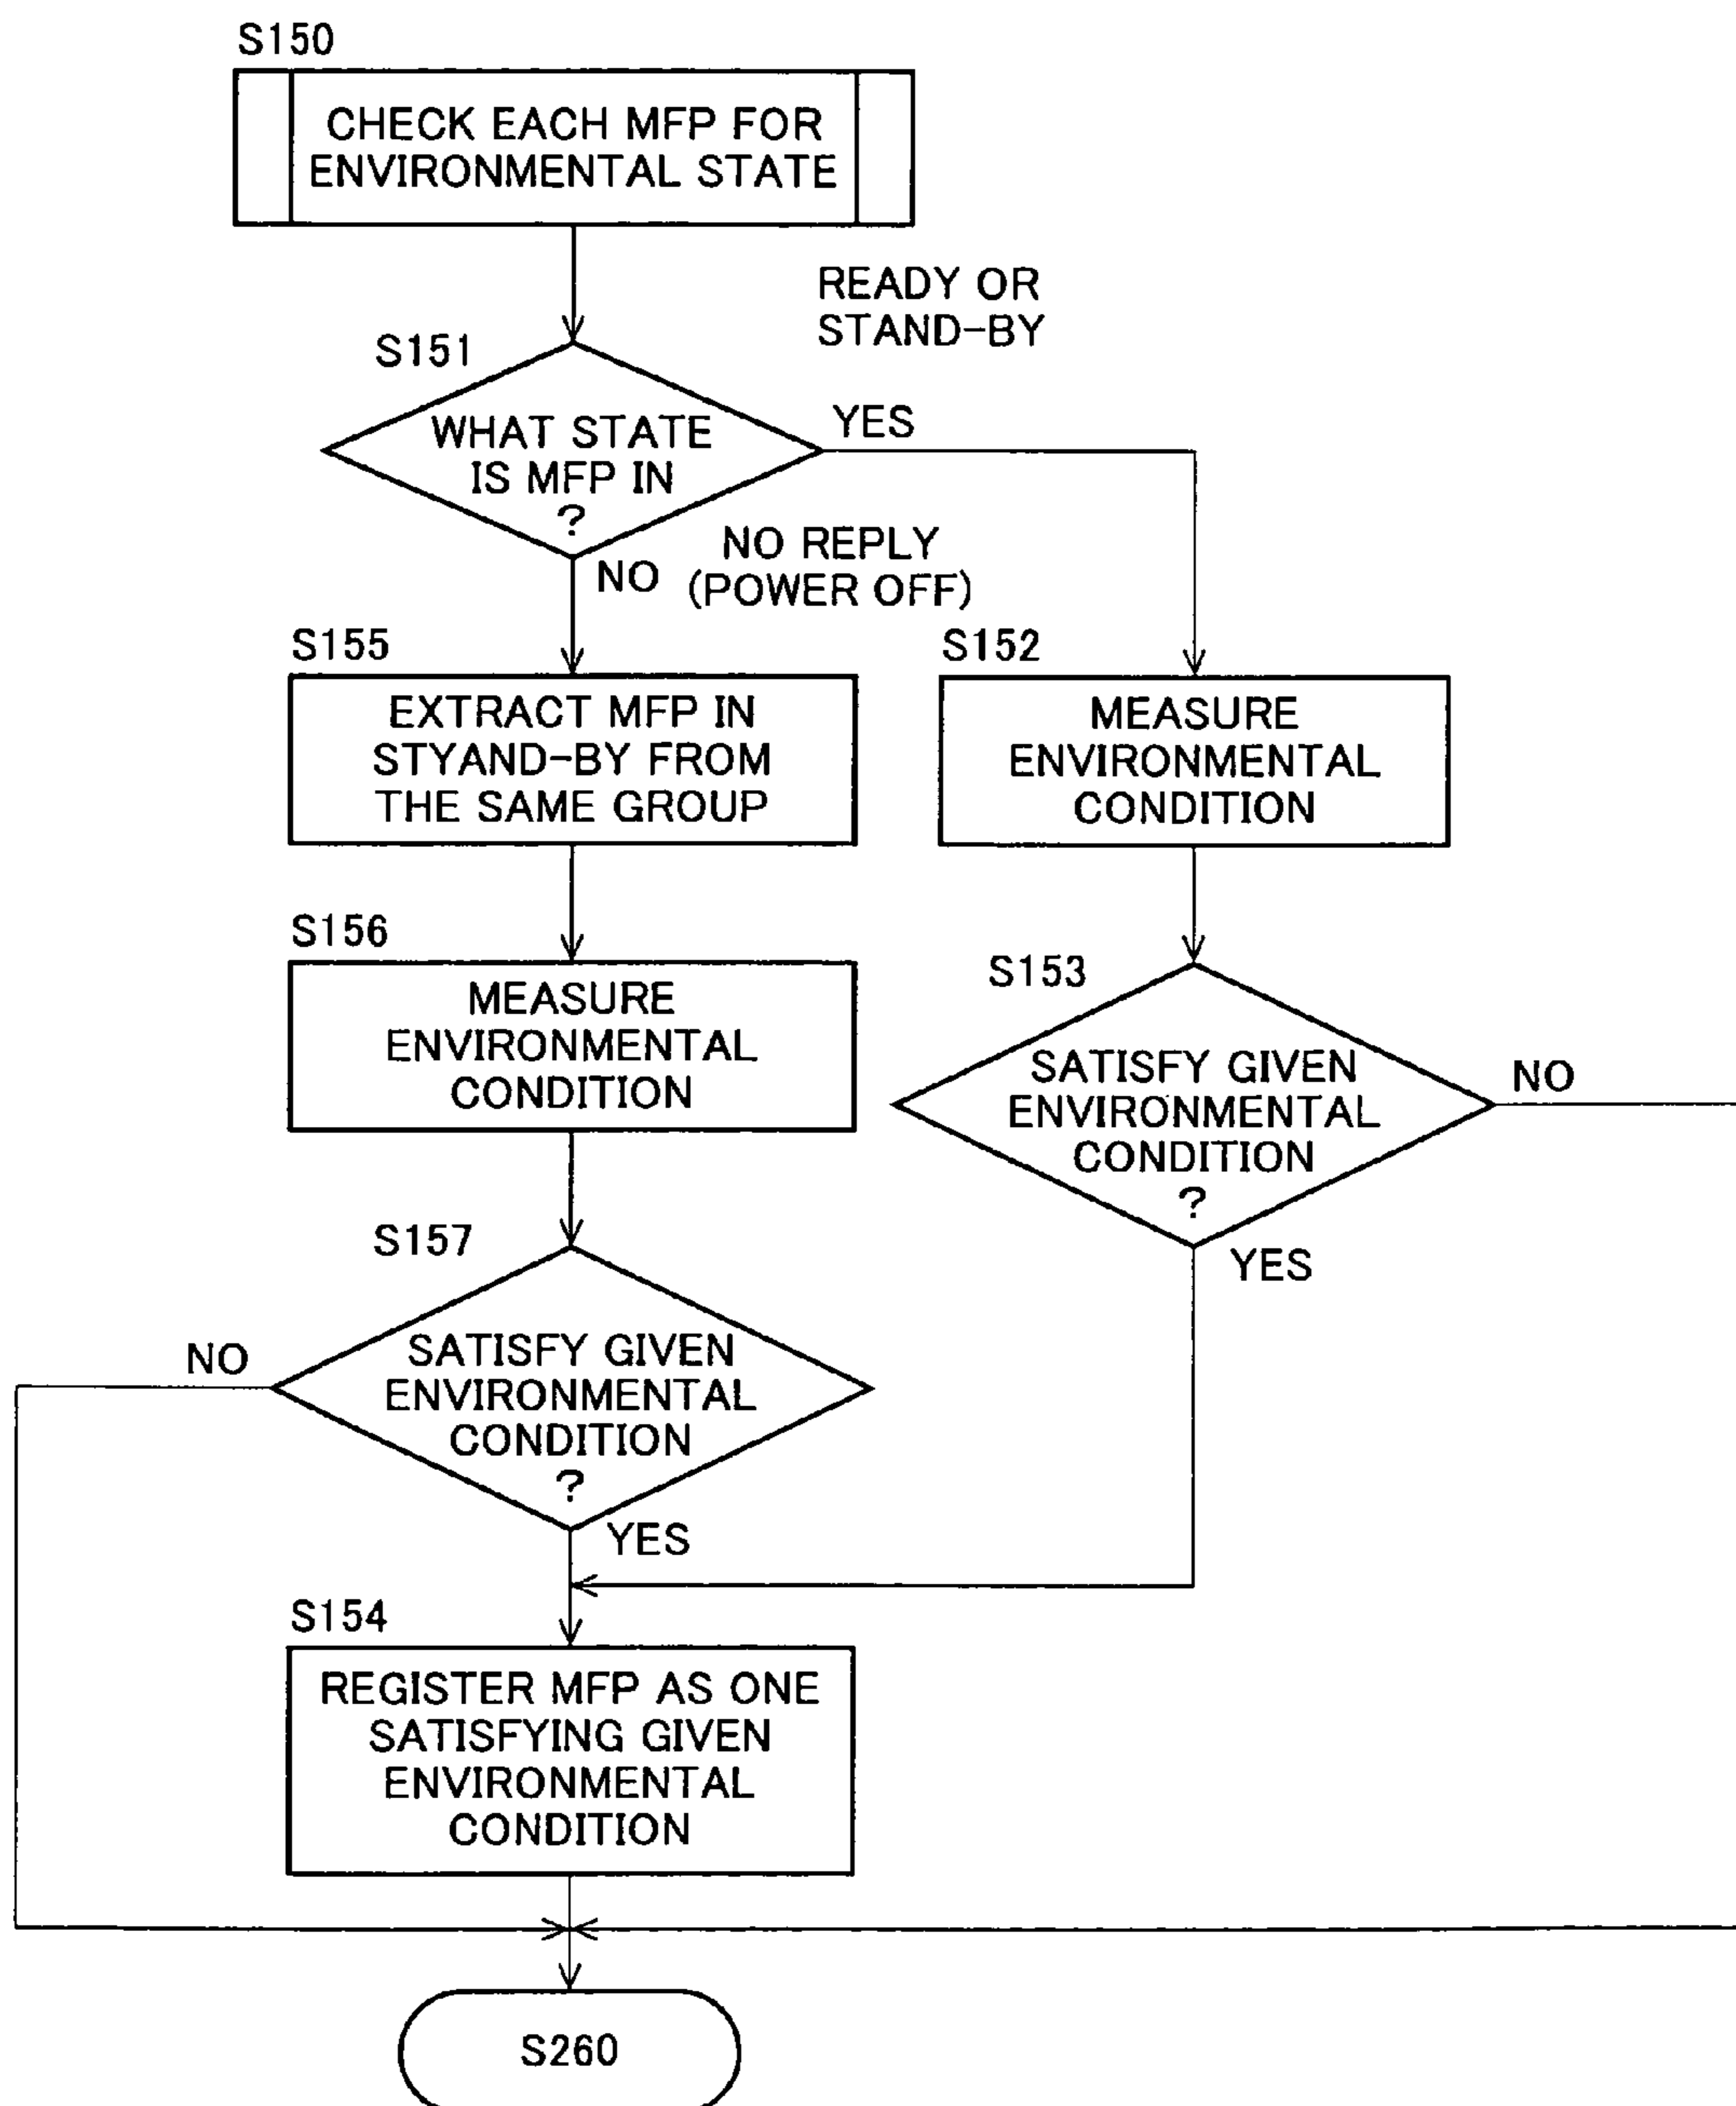 S150
CHECK EACH MFP FOR
ENVIRONMENTAL STATE
READY OR
STAND-BY
S151
WHAT STATE
IS MFP IN
?
YES
NO
NO REPLY
(POWER OFF)
S155
EXTRACT MFP IN
STYAND-BY FROM
THE SAME GROUP
S152
MEASURE
ENVIRONMENTAL
CONDITION
S156
MEASURE
ENVIRONMENTAL
CONDITION
S153
SATISFY GIVEN
ENVIRONMENTAL
CONDITION
?
NO
YES
S157
SATISFY GIVEN
ENVIRONMENTAL
CONDITION
?
NO
YES
S154
REGISTER MFP AS ONE
SATISFYING GIVEN
ENVIRONMENTAL
CONDITION
S260